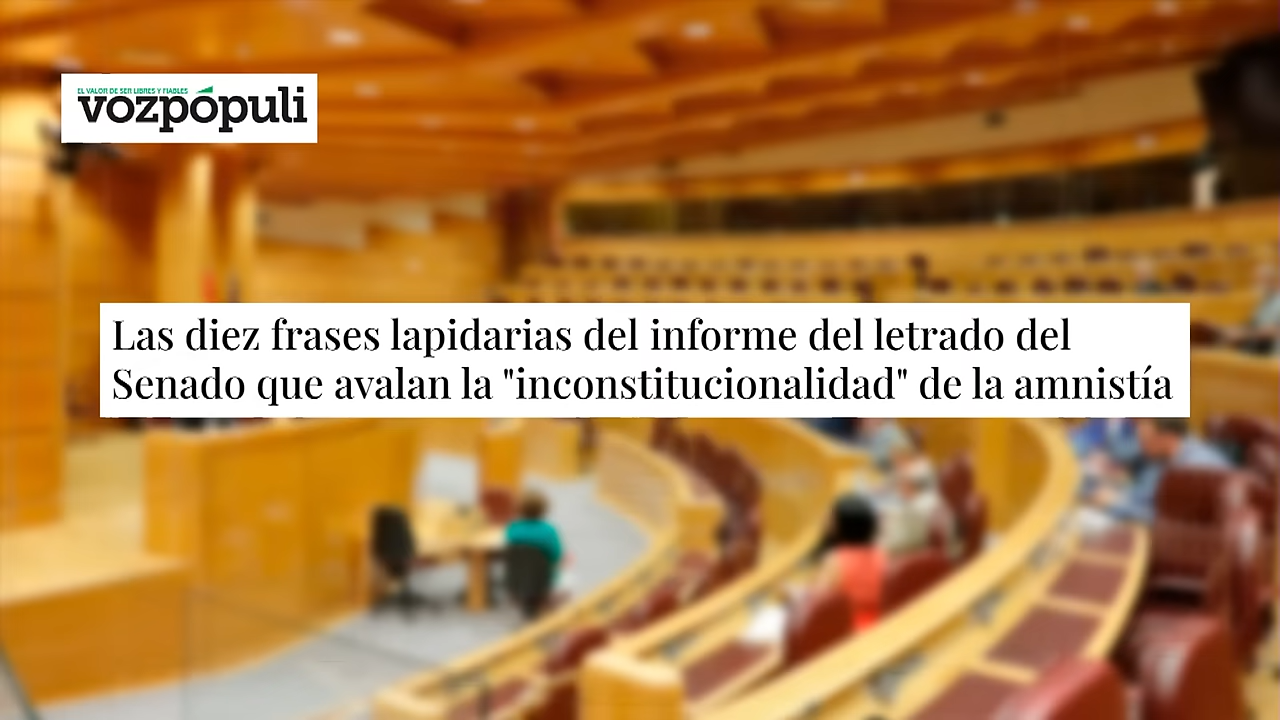 EL VALOR DE SER LIBRES Y FIABLES
vozpópuli
Las diez frases lapidarias del informe del letrado del
Senado que avalan la "inconstitucionalidad" de la amnistía